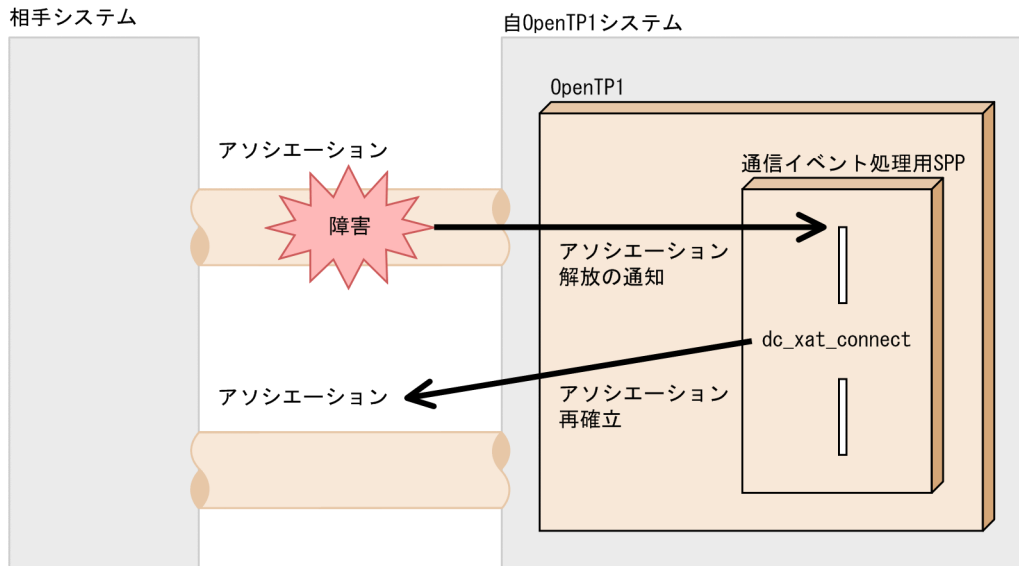 相手システム
自OpenTP1システム
OpenTP1
アソシエーション
通信イベント処理用SPP
障害
アソシエーション
解放の通知
dc_xat_connect
アソシエーション
アソシエーション
再確立